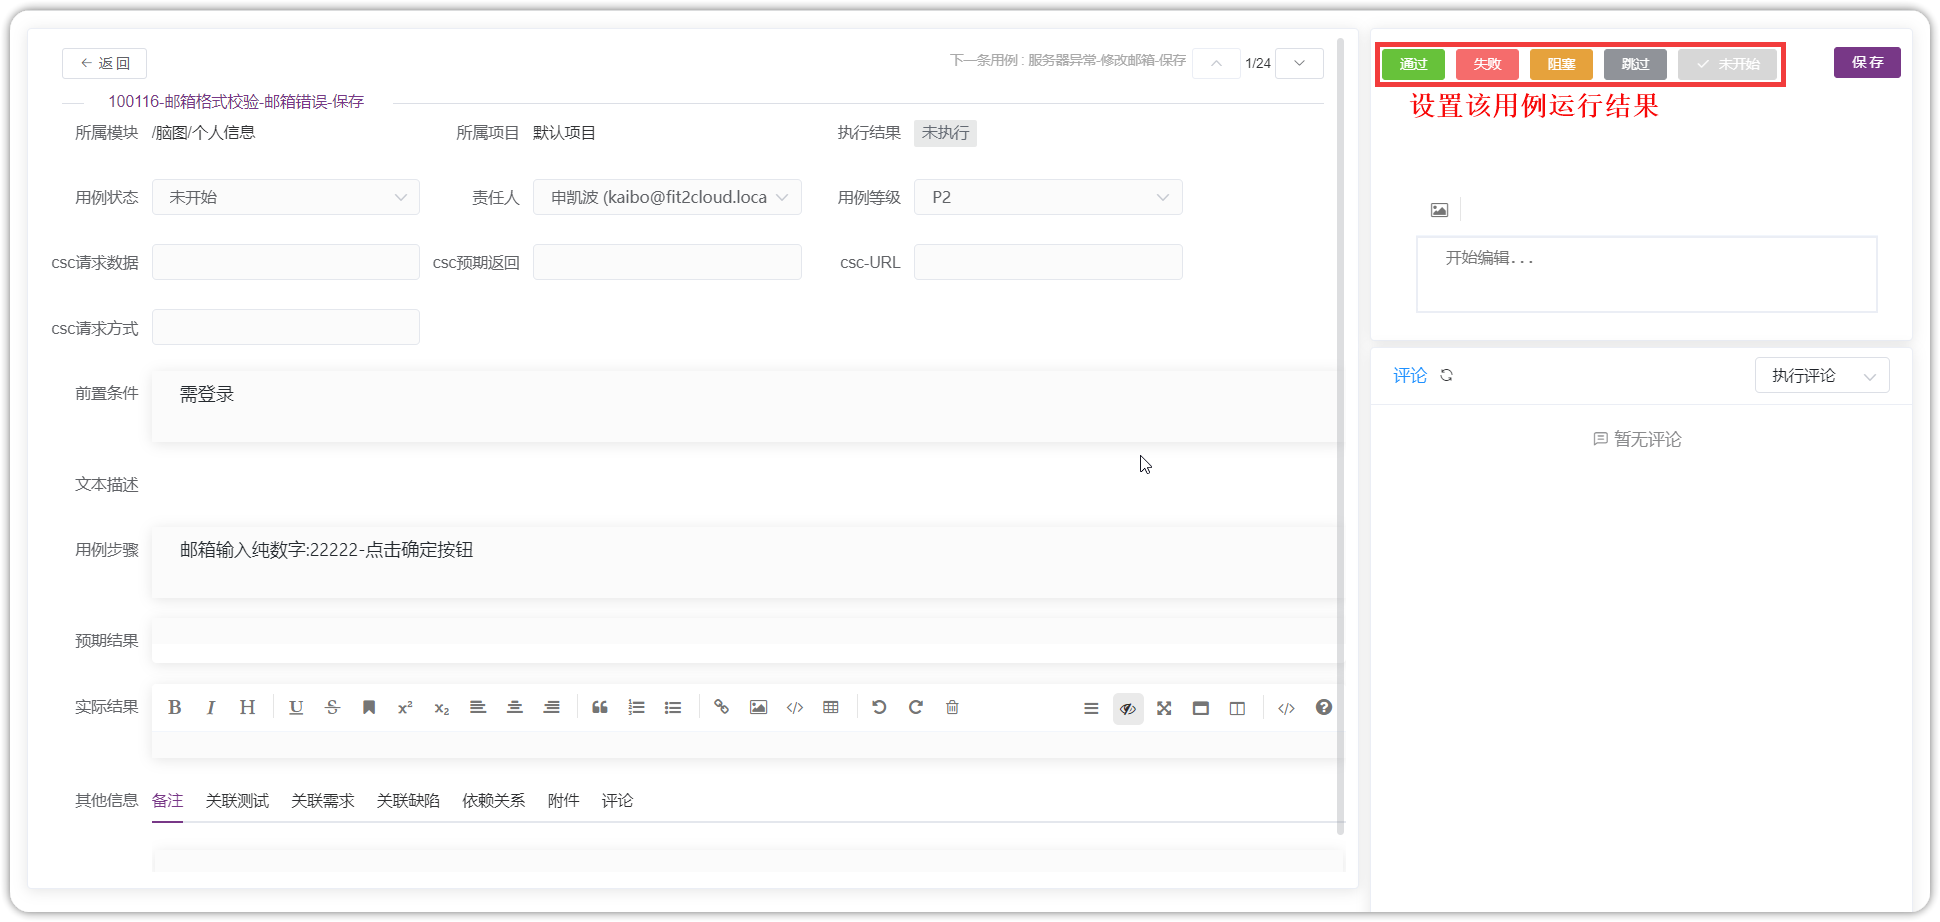 ← 返回
下一条用例 : 服务器异常-修改邮箱-保存
1/24
100116-邮箱格式校验-邮箱错误-保存
所属模块 /脑图/个人信息 所属项目 默认项目 执行结果 未执行
用例状态 未开始 责任人 申凯波 (kaibo@fit2cloud.loca 用例等级 P2
csc请求数据 csc预期返回 csc-URL
csc请求方式
前置条件 需登录
文本描述
用例步骤 邮箱输入纯数字:22222-点击确定按钮
预期结果
实际结果 B I H U S x² x₂
其他信息 备注 关联测试 关联需求 关联缺陷 依赖关系 附件 评论
通过 失败 阻塞 跳过 未开始 保存
设置该用例运行结果
开始编辑...
评论 执行评论
暂无评论